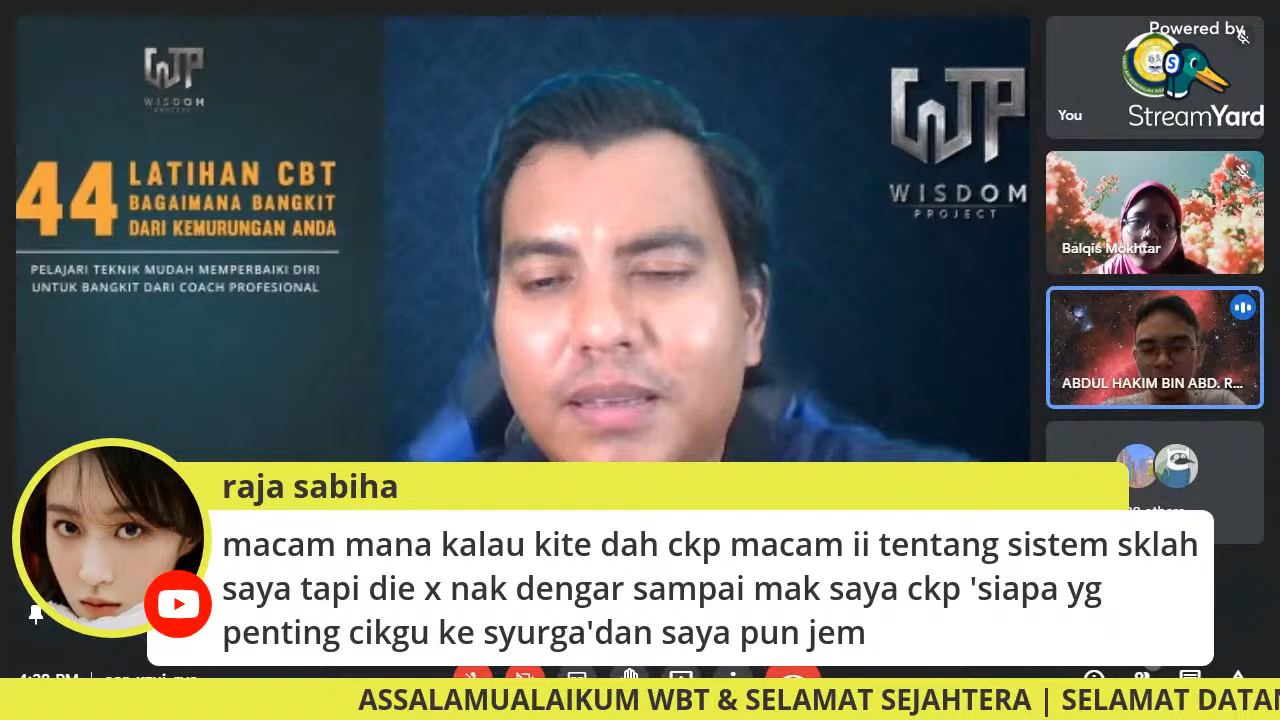 WISDOM
44
LATIHAN CBT
BAGAIMANA BANGKIT
DARI KEMURUNGAN ANDA
PELAJARI TEKNIK MUDAH MEMPERBAIKI DIRI
UNTUK BANGKIT DARI COACH PROFESIONAL
WISDOM
PROJECT
Powered by
You
StreamYard
Balqis Mokhtar
ABDUL HAKIM BIN ABD. R...
raja sabiha
macam mana kalau kite dah ckp macam ii tentang sistem sklah
saya tapi die x nak dengar sampai mak saya ckp 'siapa yg
penting cikgu ke syurga'dan saya pun jem
ASSALAMUALAIKUM WBT & SELAMAT SEJAHTERA | SELAMAT DATAN